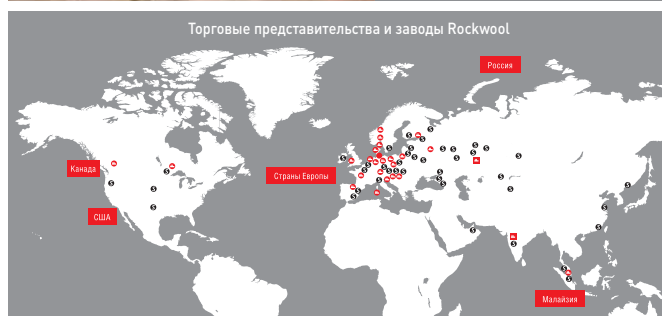 Торговые представительства и заводы Rockwool
Россия
Канада
Страны Европы
США
Малайзия